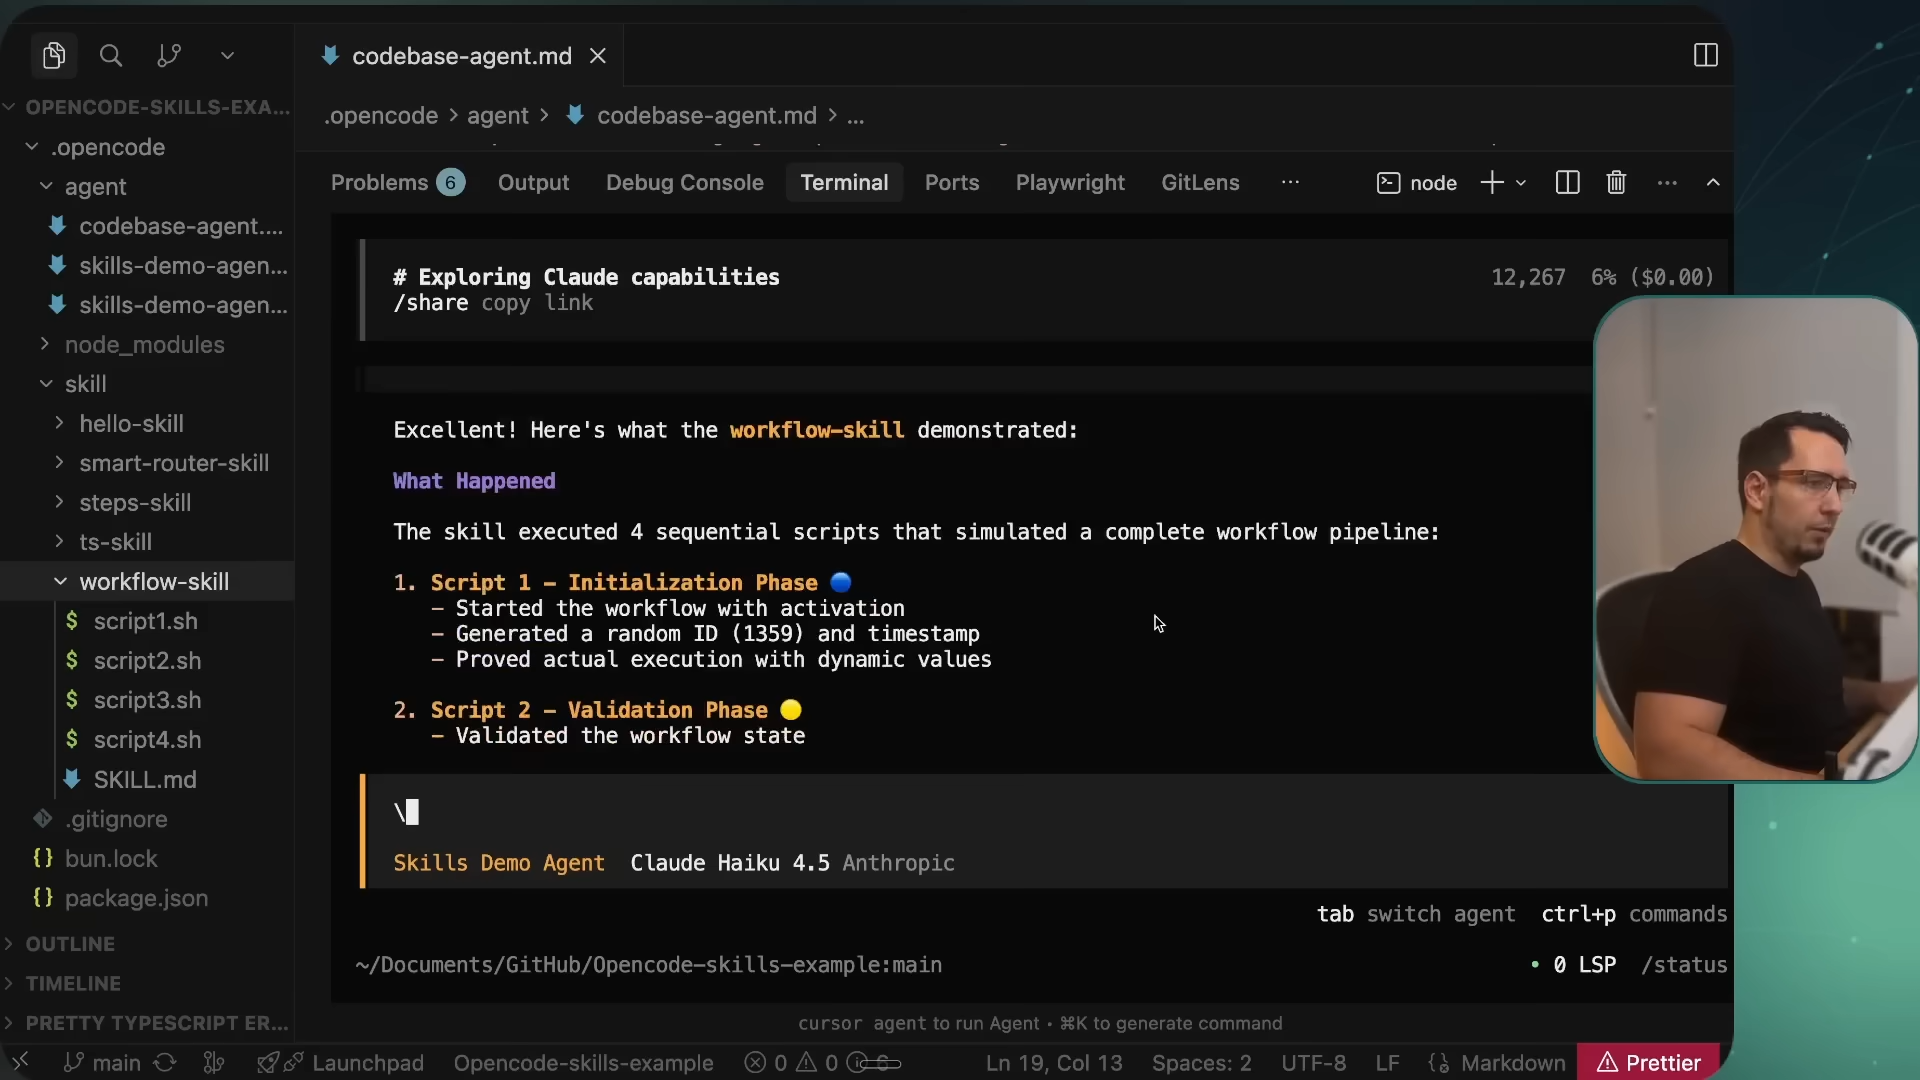 codebase-agent.md
OPENCODE-SKILLS-EXA...
.opencode
agent
codebase-agent....
skills-demo-agen...
skills-demo-agen...
node_modules
skill
hello-skill
smart-router-skill
steps-skill
ts-skill
workflow-skill
$ script1.sh
$ script2.sh
$ script3.sh
$ script4.sh
SKILL.md
.gitignore
{} bun.lock
{} package.json
OUTLINE
TIMELINE
PRETTY TYPESCRIPT ER...
.opencode > agent > codebase-agent.md > ...
Problems 6 Output Debug Console Terminal Ports Playwright GitLens ... node
# Exploring Claude capabilities 12,267 6% ($0.00)
/share copy link
Excellent! Here's what the workflow-skill demonstrated:
What Happened
The skill executed 4 sequential scripts that simulated a complete workflow pipeline:
1. Script 1 – Initialization Phase 🔵
– Started the workflow with activation
– Generated a random ID (1359) and timestamp
– Proved actual execution with dynamic values
2. Script 2 – Validation Phase 🟡
– Validated the workflow state
\
Skills Demo Agent Claude Haiku 4.5 Anthropic
tab switch agent ctrl+p commands
~/Documents/GitHub/Opencode-skills-example:main • 0 LSP /status
cursor agent to run Agent • ⌘K to generate command
main Launchpad Opencode-skills-example 0 0 6 Ln 19, Col 13 Spaces: 2 UTF-8 LF Markdown Prettier